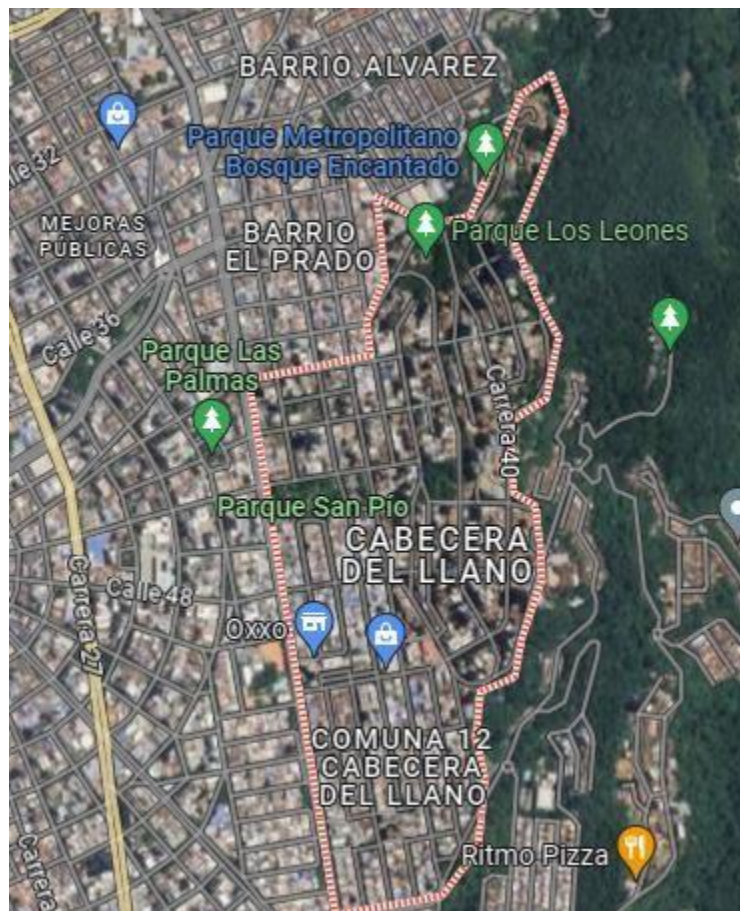 BARRIO ALVAREZ
Parque Metropolitano
Bosque Encantado
lle 32
MEJORAS
PÚBLICAS
BARRIO
EL PRADO
Parque Los Leones
Calle 36
Parque Las
Palmas
Carrera 40
Parque San Pío
CABECERA
DEL LLANO
Carrera 27
Calle 48
Oxxo
COMUNA 12
CABECERA
DEL LLANO
Ritmo Pizza
Carrera